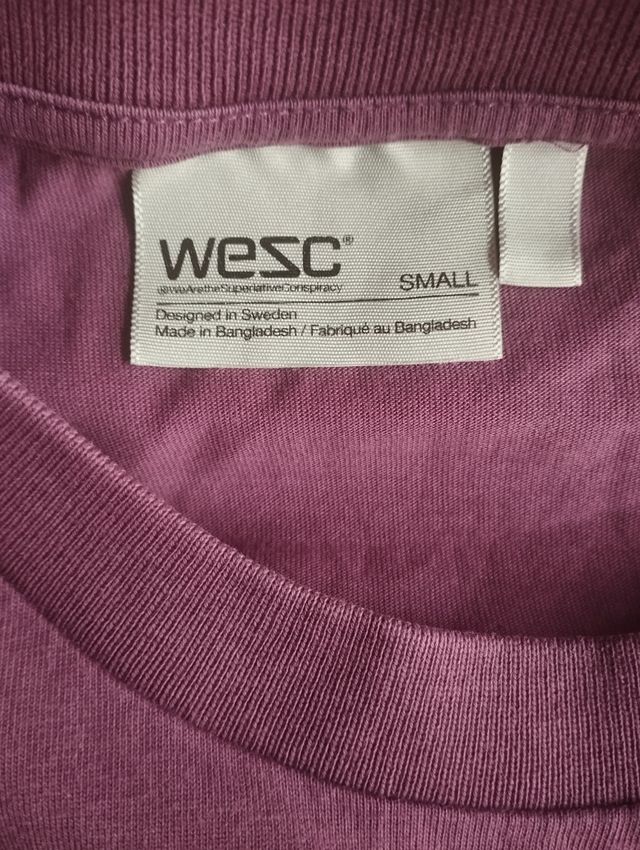 wesc®
WeAretheSuperlativeConspiracy
SMALL
Designed in Sweden
Made in Bangladesh / Fabriqué au Bangladesh